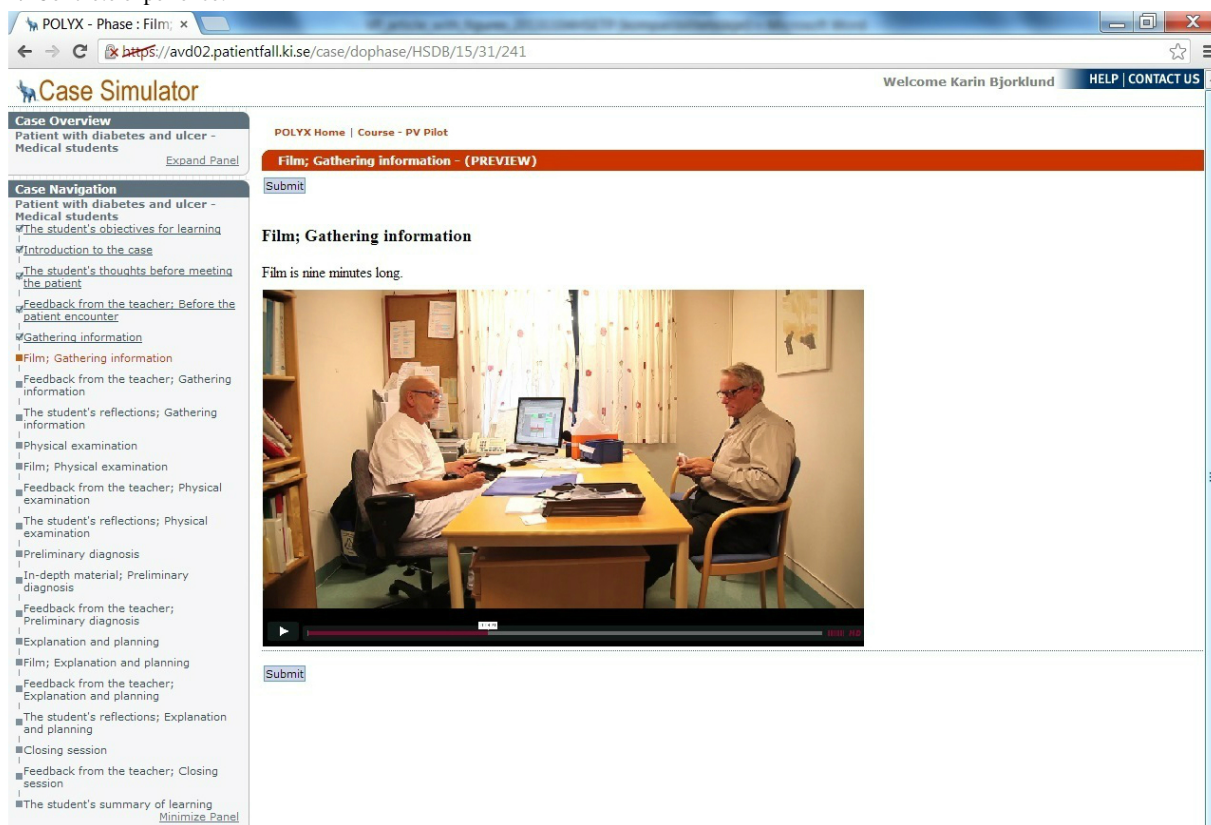 POLYX - Phase : Film;
https://avd02.patientfall.ki.se/case/dophase/HSDB/15/31/241
Case Simulator
Welcome Karin Bjorklund
HELP | CONTACT US
Case Overview
Patient with diabetes and ulcer -
Medical students
Expand Panel
Case Navigation
Patient with diabetes and ulcer -
Medical students
The student's objectives for learning
Introduction to the case
The student's thoughts before meeting
the patient
Feedback from the teacher; Before the
patient encounter
Gathering information
Film; Gathering information
Feedback from the teacher; Gathering
information
The student's reflections; Gathering
information
Physical examination
Film; Physical examination
Feedback from the teacher; Physical
examination
The student's reflections; Physical
examination
Preliminary diagnosis
In-depth material; Preliminary
diagnosis
Feedback from the teacher;
Preliminary diagnosis
Explanation and planning
Film; Explanation and planning
Feedback from the teacher;
Explanation and planning
The student's reflections; Explanation
and planning
Closing session
Feedback from the teacher; Closing
session
The student's summary of learning
Minimize Panel
POLYX Home | Course - PV Pilot
Film; Gathering information - (PREVIEW)
Submit
Film; Gathering information
Film is nine minutes long.
Submit